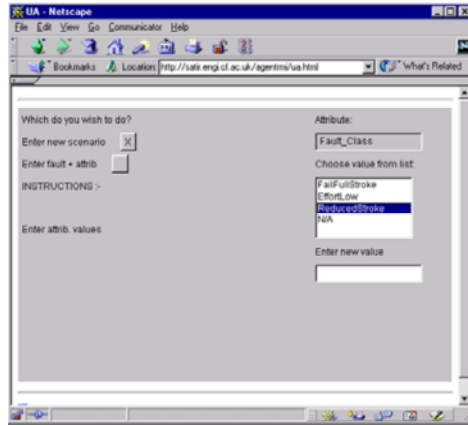 UA - Netscape
File Edit View Go Communicator Help
Bookmarks Location: http://satir.engi.cf.ac.uk/agentmi/ua.html What's Related
Which do you wish to do?
Enter new scenario X
Enter fault + attrib
INSTRUCTIONS :-
Enter attrib. values
Attribute:
Fault_Class
Choose value from list:
FailFullStroke
EffortLow
ReducedStroke
N/A
Enter new value